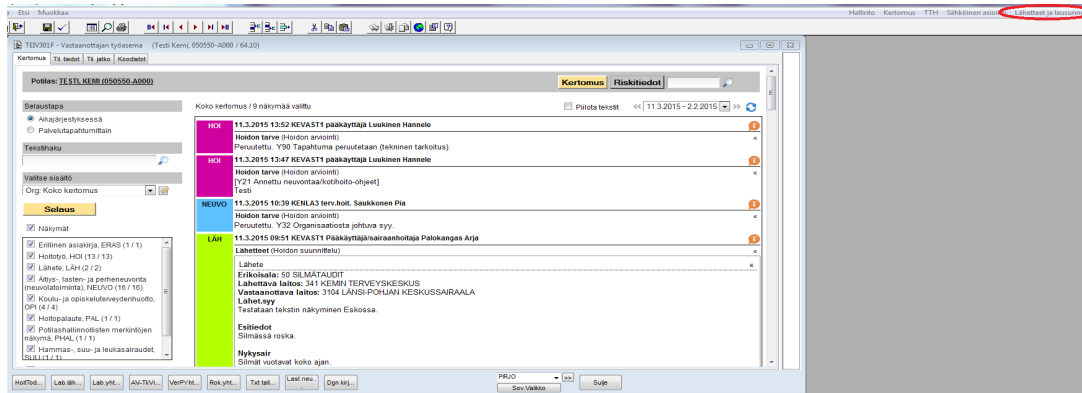 Etsi Muokkaa
Hallinto Kertomus TTH Sähköinen asiointi Lähetteet ja lausunno
TEIV301F - Vastaanottajan työasema (Testi Kemi, 050550-A000 / 64.10)
Kertomus Til. tiedot Til. jatko Koodistot
Potilas: TESTI, KEMI (050550-A000)
Kertomus Riskitiedot
Selaustapa
Aikajärjestyksessä
Palvelutapahtumittain
Tekstihaku
Valitse sisältö
Org: Koko kertomus
Selaus
Näkymät
Erillinen asiakirja, ERAS (1 / 1)
Hoitotyö, HOI (13 / 13)
Lähete, LÄH (2 / 2)
Äitiys-, lasten- ja perheneuvonta
(neuvolatoiminta), NEUVO (16 / 16)
Koulu- ja opiskeluterveydenhuolto,
OPI (4 / 4)
Hoitopalaute, PAL (1 / 1)
Potilashallinnollisten merkintöjen
näkymä, PHAL (1 / 1)
Hammas-, suu- ja leukasairaudet,
SUU (1 / 1)
Koko kertomus / 9 näkymää valittu
Piilota tekstit << 11.3.2015 – 2.2.2015 >>
HOI 11.3.2015 13:52 KEVAST1 pääkäyttäjä Luukinen Hannele
Hoidon tarve (Hoidon arviointi) «
Peruutettu. Y90 Tapahtuma peruutetaan (tekninen tarkoitus).
HOI 11.3.2015 13:47 KEVAST1 pääkäyttäjä Luukinen Hannele
Hoidon tarve (Hoidon arviointi) «
[Y21 Annettu neuvontaa/kotihoito-ohjeet]
Testi
NEUVO 11.3.2015 10:39 KENLA3 terv.hoit. Saukkonen Pia
Hoidon tarve (Hoidon arviointi) «
Peruutettu. Y32 Organisaatiosta johtuva syy.
LÄH 11.3.2015 09:51 KEVAST1 Pääkäyttäjä/sairaanhoitaja Palokangas Arja
Lähetteet (Hoidon suunnittelu) «
Lähete «
Erikoisala: 50 SILMÄTAUDIT
Lähettävä laitos: 341 KEMIN TERVEYSKESKUS
Vastaanottava laitos: 3104 LÄNSI-POHJAN KESKUSSAIRAALA
Lähet.syy
Testataan tekstin näkyminen Eskossa.
Esitiedot
Silmässä roska.
Nykysair
Silmät vuotavat koko ajan.
HoitTod... Lab.läh... Lab.yht... AV-TkVi... VerPYht... Rok.yht... Txt tall... Last.neu.. Dgn kirj...
PIRJO >> Sulje
Sov.Valikko